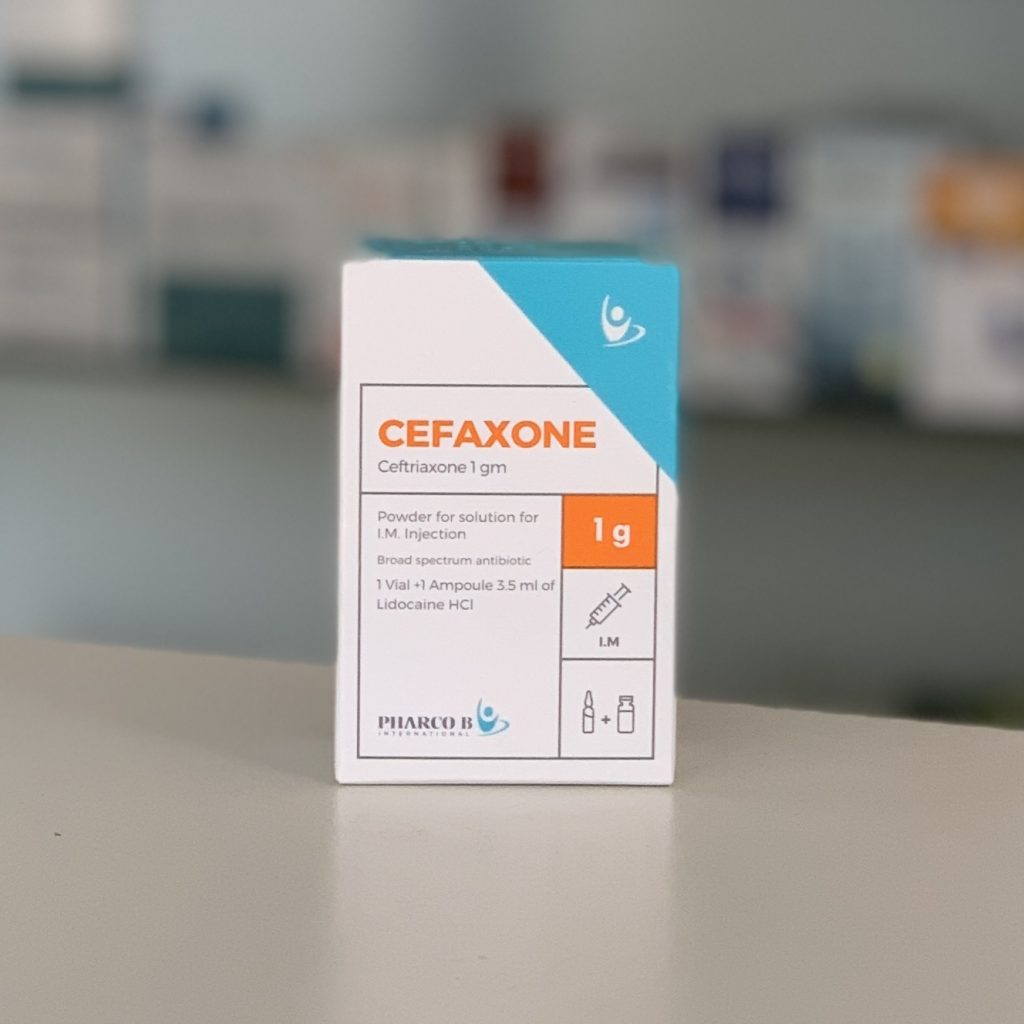 CEFAXONE
Ceftriaxone 1 gm
Powder for solution for
I.M. Injection
Broad spectrum antibiotic
1 Vial +1 Ampoule 3.5 ml of
Lidocaine HCl
1 g
I.M
+
PHARCO B
INTERNATIONAL